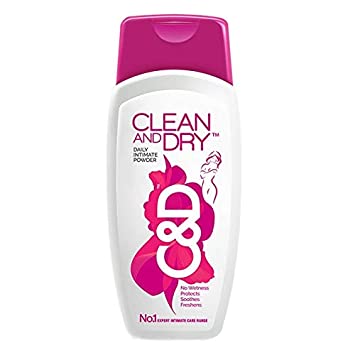 CLEAN
AND DRY™
DAILY
INTIMATE
POWDER
C&D
No Wetness
Protects
Soothes
Freshens
No.1 EXPERT INTIMATE CARE RANGE